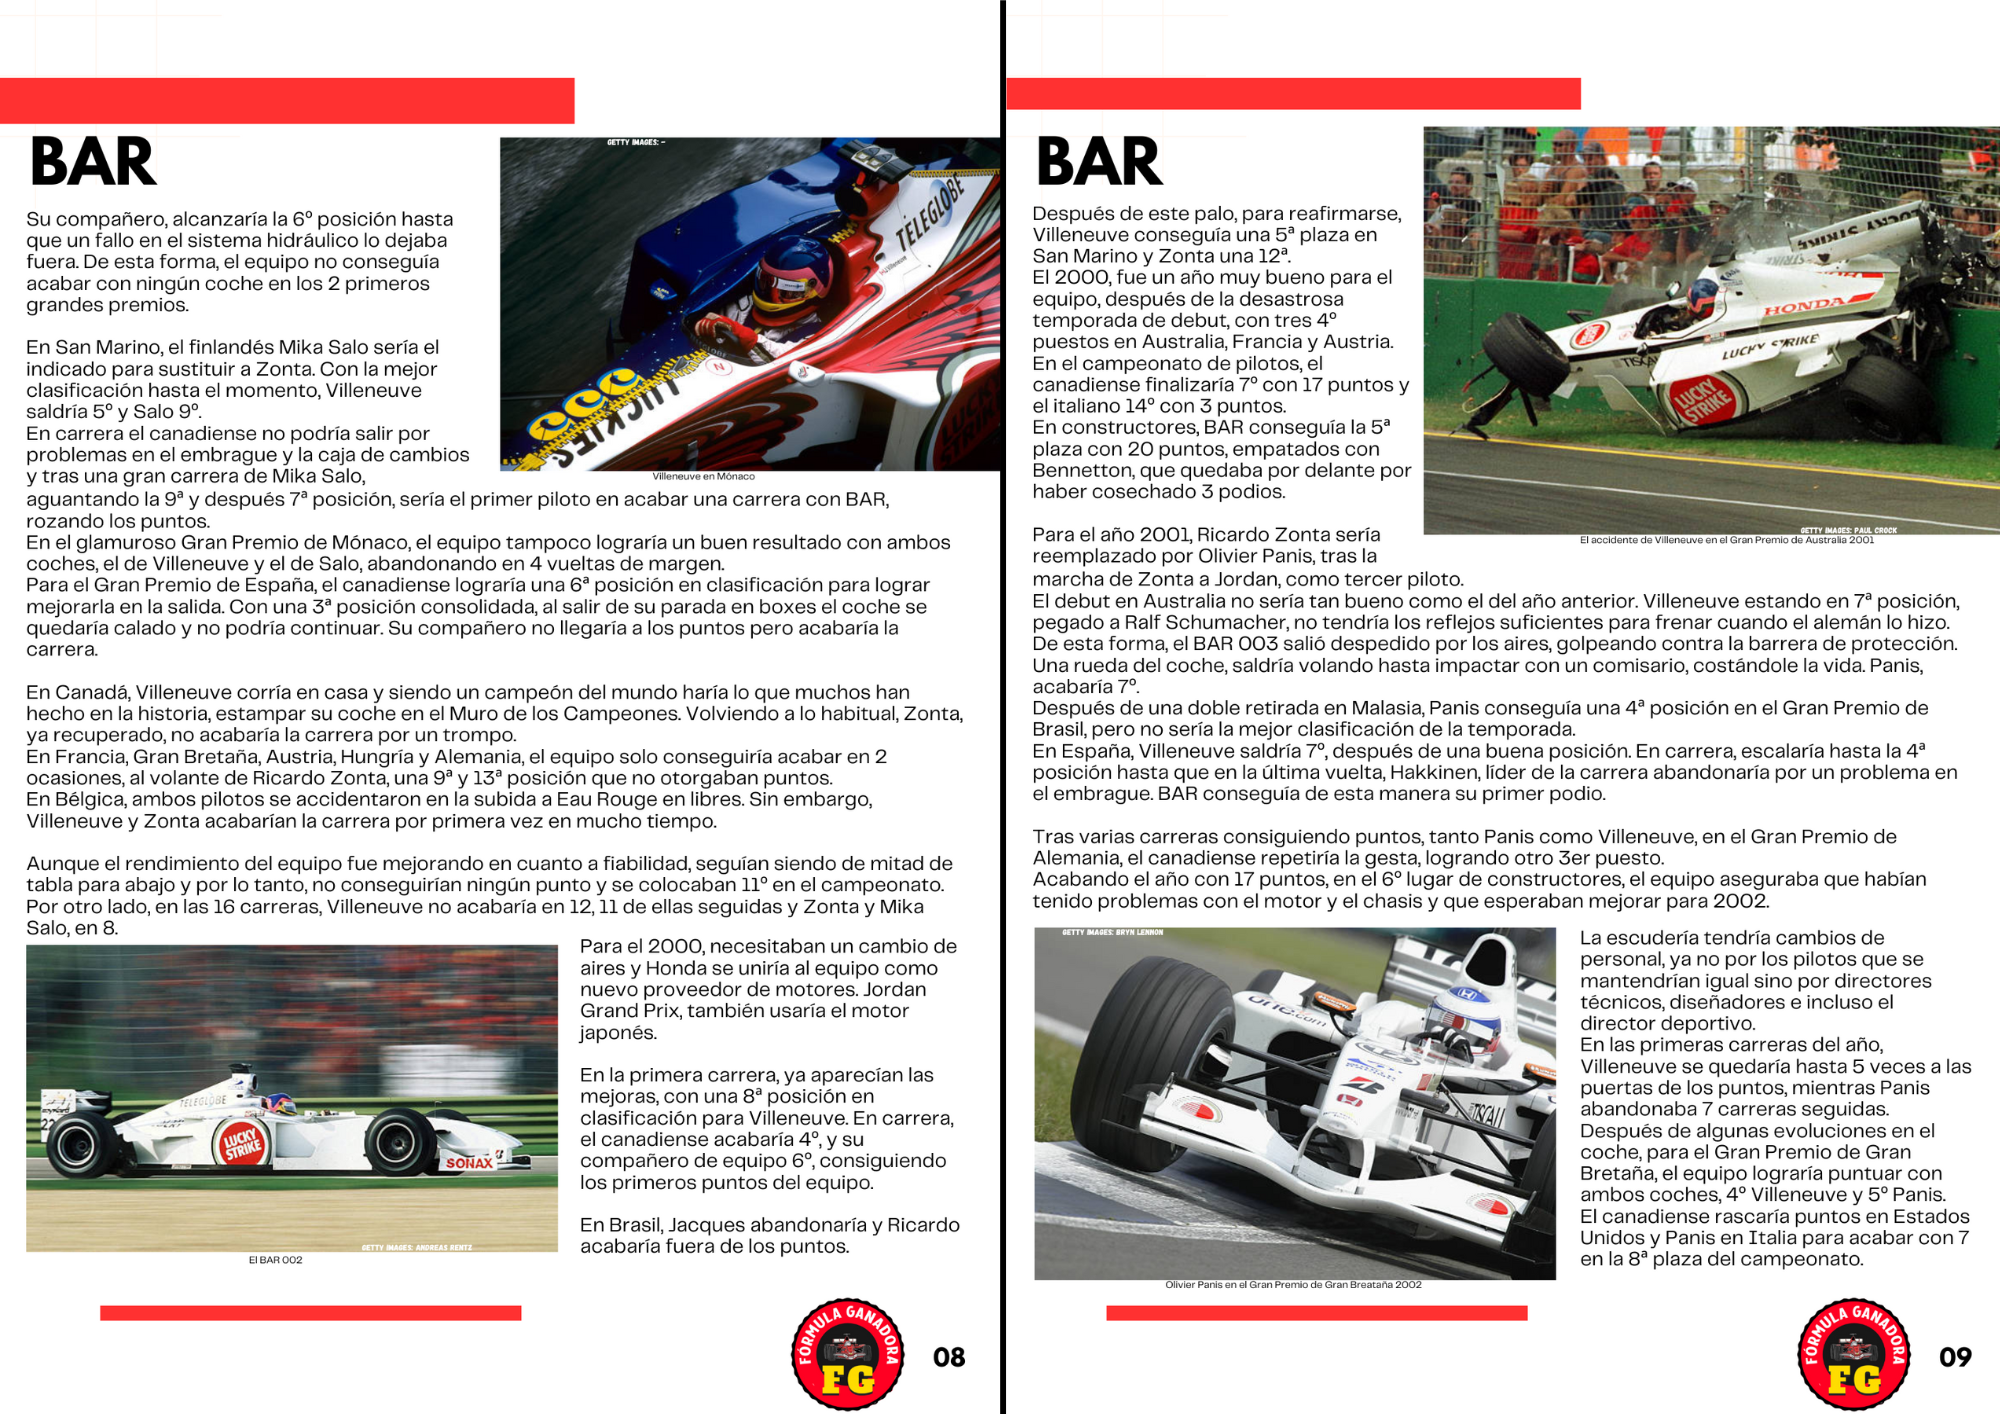 BAR
GETTY IMAGES: -
Su compañero, alcanzaría la 6º posición hasta
que un fallo en el sistema hidráulico lo dejaba
fuera. De esta forma, el equipo no conseguía
acabar con ningún coche en los 2 primeros
grandes premios.
En San Marino, el finlandés Mika Salo sería el
indicado para sustituir a Zonta. Con la mejor
clasificación hasta el momento, Villeneuve
saldría 5º y Salo 9º.
En carrera el canadiense no podría salir por
problemas en el embrague y la caja de cambios
y tras una gran carrera de Mika Salo,
TELEGLOBE
LUCKIES
LUCKY
STRIKE
Villeneuve en Mónaco
aguantando la 9ª y después 7ª posición, sería el primer piloto en acabar una carrera con BAR,
rozando los puntos.
En el glamuroso Gran Premio de Mónaco, el equipo tampoco lograría un buen resultado con ambos
coches, el de Villeneuve y el de Salo, abandonando en 4 vueltas de margen.
Para el Gran Premio de España, el canadiense lograría una 6ª posición en clasificación para lograr
mejorarla en la salida. Con una 3ª posición consolidada, al salir de su parada en boxes el coche se
quedaría calado y no podría continuar. Su compañero no llegaría a los puntos pero acabaría la
carrera.
En Canadá, Villeneuve corría en casa y siendo un campeón del mundo haría lo que muchos han
hecho en la historia, estampar su coche en el Muro de los Campeones. Volviendo a lo habitual, Zonta,
ya recuperado, no acabaría la carrera por un trompo.
En Francia, Gran Bretaña, Austria, Hungría y Alemania, el equipo solo conseguiría acabar en 2
ocasiones, al volante de Ricardo Zonta, una 9ª y 13ª posición que no otorgaban puntos.
En Bélgica, ambos pilotos se accidentaron en la subida a Eau Rouge en libres. Sin embargo,
Villeneuve y Zonta acabarían la carrera por primera vez en mucho tiempo.
Aunque el rendimiento del equipo fue mejorando en cuanto a fiabilidad, seguían siendo de mitad de
tabla para abajo y por lo tanto, no conseguirían ningún punto y se colocaban 11º en el campeonato.
Por otro lado, en las 16 carreras, Villeneuve no acabaría en 12, 11 de ellas seguidas y Zonta y Mika
Salo, en 8.
TELEGLOBE
22
LUCKY
STRIKE
SONAX
GETTY IMAGES: ANDREAS RENTZ
El BAR 002
Para el 2000, necesitaban un cambio de
aires y Honda se uniría al equipo como
nuevo proveedor de motores. Jordan
Grand Prix, también usaría el motor
japonés.
En la primera carrera, ya aparecían las
mejoras, con una 8ª posición en
clasificación para Villeneuve. En carrera,
el canadiense acabaría 4º, y su
compañero de equipo 6º, consiguiendo
los primeros puntos del equipo.
En Brasil, Jacques abandonaría y Ricardo
acabaría fuera de los puntos.
FÓRMULA GANADORA
FG
08
BAR
Después de este palo, para reafirmarse,
Villeneuve conseguía una 5ª plaza en
San Marino y Zonta una 12ª.
El 2000, fue un año muy bueno para el
equipo, después de la desastrosa
temporada de debut, con tres 4º
puestos en Australia, Francia y Austria.
En el campeonato de pilotos, el
canadiense finalizaría 7º con 17 puntos y
el italiano 14º con 3 puntos.
En constructores, BAR conseguía la 5ª
plaza con 20 puntos, empatados con
Bennetton, que quedaba por delante por
haber cosechado 3 podios.
Para el año 2001, Ricardo Zonta sería
reemplazado por Olivier Panis, tras la
LUCKY STRIKE
HONDA
LUCKY STRIKE
LUCKY
STRIKE
GETTY IMAGES: PAUL CROCK
El accidente de Villeneuve en el Gran Premio de Australia 2001
marcha de Zonta a Jordan, como tercer piloto.
El debut en Australia no sería tan bueno como el del año anterior. Villeneuve estando en 7ª posición,
pegado a Ralf Schumacher, no tendría los reflejos suficientes para frenar cuando el alemán lo hizo.
De esta forma, el BAR 003 salió despedido por los aires, golpeando contra la barrera de protección.
Una rueda del coche, saldría volando hasta impactar con un comisario, costándole la vida. Panis,
acabaría 7º.
Después de una doble retirada en Malasia, Panis conseguía una 4ª posición en el Gran Premio de
Brasil, pero no sería la mejor clasificación de la temporada.
En España, Villeneuve saldría 7º, después de una buena posición. En carrera, escalaría hasta la 4ª
posición hasta que en la última vuelta, Hakkinen, líder de la carrera abandonaría por un problema en
el embrague. BAR conseguía de esta manera su primer podio.
Tras varias carreras consiguiendo puntos, tanto Panis como Villeneuve, en el Gran Premio de
Alemania, el canadiense repetiría la gesta, logrando otro 3er puesto.
Acabando el año con 17 puntos, en el 6º lugar de constructores, el equipo aseguraba que habían
tenido problemas con el motor y el chasis y que esperaban mejorar para 2002.
GETTY IMAGES: BRYN LENNON
one.com
TISCALI
Olivier Panis en el Gran Premio de Gran Breataña 2002
La escudería tendría cambios de
personal, ya no por los pilotos que se
mantendrían igual sino por directores
técnicos, diseñadores e incluso el
director deportivo.
En las primeras carreras del año,
Villeneuve se quedaría hasta 5 veces a las
puertas de los puntos, mientras Panis
abandonaba 7 carreras seguidas.
Después de algunas evoluciones en el
coche, para el Gran Premio de Gran
Bretaña, el equipo lograría puntuar con
ambos coches, 4º Villeneuve y 5º Panis.
El canadiense rascaría puntos en Estados
Unidos y Panis en Italia para acabar con 7
en la 8ª plaza del campeonato.
FÓRMULA GANADORA
FG
09